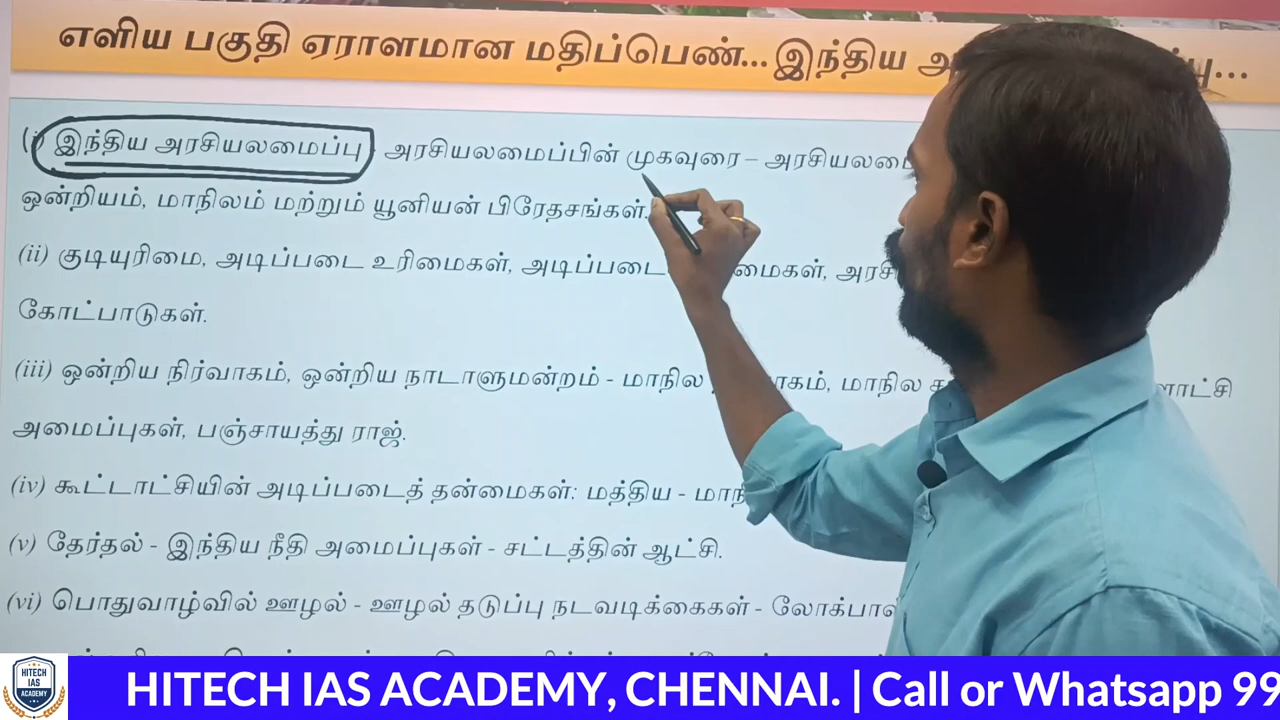 எளிய பகுதி ஏராளமான மதிப்பெண்...இந்திய
(i) இந்திய அரசியலமைப்பு அரசியலமைப்பின் முகவுரை – அரசியலமை
ஒன்றியம், மாநிலம் மற்றும் யூனியன் பிரேதசங்கள்.
(ii) குடியுரிமை, அடிப்படை உரிமைகள், அடிப்படை மைகள், அரசி
கோட்பாடுகள்.
(iii) ஒன்றிய நிர்வாகம், ஒன்றிய நாடாளுமன்றம் - மாநில மாநில
அமைப்புகள், பஞ்சாயத்து ராஜ்.
(iv) கூட்டாட்சியின் அடிப்படைத் தன்மைகள்: மத்திய -
(v) தேர்தல் - இந்திய நீதி அமைப்புகள் - சட்டத்தின் ஆட்சி.
(vi) பொதுவாழ்வில் ஊழல் - ஊழல் தடுப்பு நடவடிக்கைகள் -
HITECH IAS ACADEMY
HITECH IAS ACADEMY, CHENNAI. | Call or Whatsapp 99